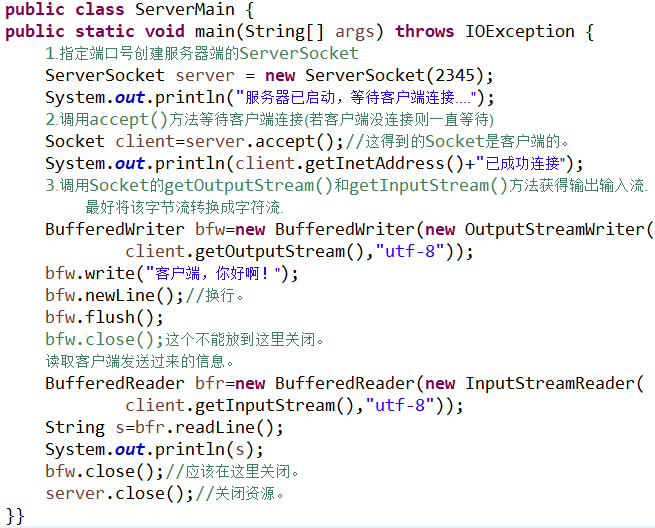 public class ServerMain {
public static void main(String[] args) throws IOException {
1.指定端口号创建服务器端的ServerSocket
ServerSocket server = new ServerSocket(2345);
System.out.println("服务器已启动，等待客户端连接....");
2.调用accept()方法等待客户端连接(若客户端没连接则一直等待)
Socket client=server.accept();//这得到的Socket是客户端的。
System.out.println(client.getInetAddress()+"已成功连接");
3.调用Socket的getOutputStream()和getInputStream()方法获得输出输入流.
最好将该字节流转换成字符流.
BufferedWriter bfw=new BufferedWriter(new OutputStreamWriter(
client.getOutputStream(),"utf-8"));
bfw.write("客户端，你好啊！");
bfw.newLine();//换行。
bfw.flush();
bfw.close();这个不能放到这里关闭。
读取客户端发送过来的信息。
BufferedReader bfr=new BufferedReader(new InputStreamReader(
client.getInputStream(),"utf-8"));
String s=bfr.readLine();
System.out.println(s);
bfw.close();//应该在这里关闭。
server.close();//关闭资源。
}}